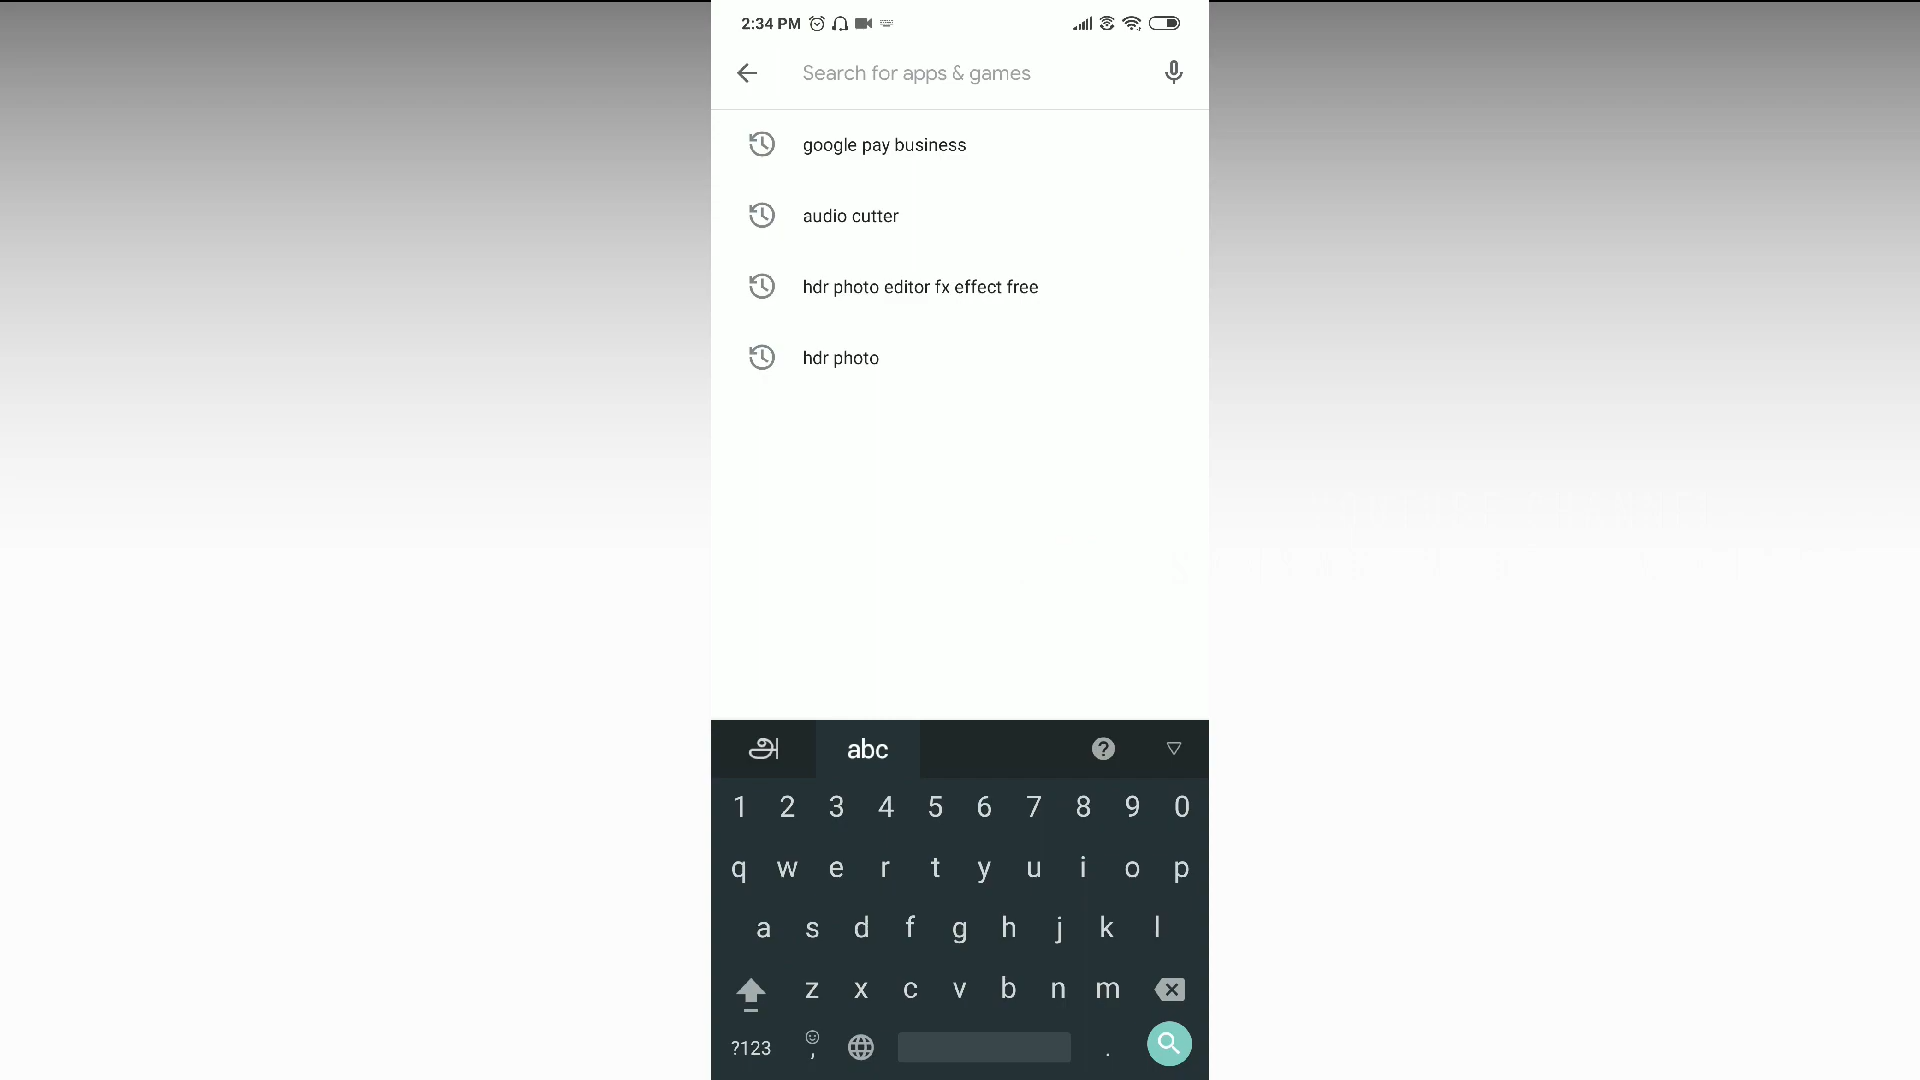 2:34 PM
Search for apps & games
google pay business
audio cutter
hdr photo editor fx effect free
hdr photo
அ abc ?
1 2 3 4 5 6 7 8 9 0
q w e r t y u i o p
a s d f g h j k l
z x c v b n m
?123 , .